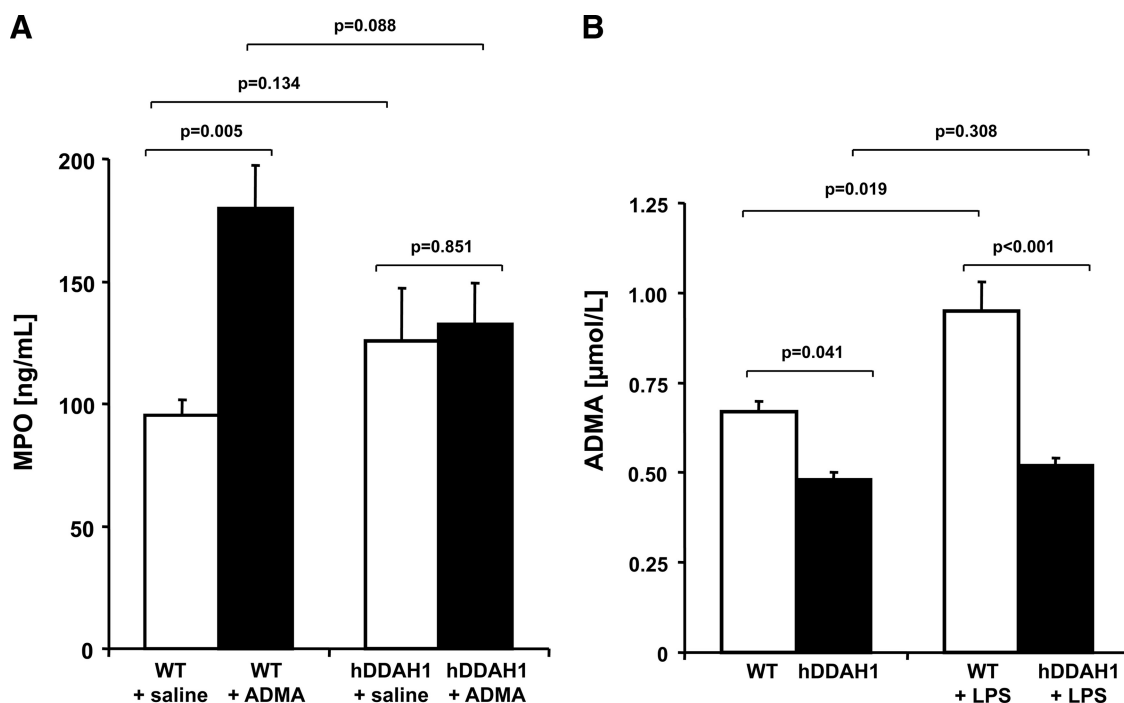 A
p=0.088
p=0.134
p=0.005
p=0.851
MPO [ng/mL]
200
150
100
50
0
WT
+ saline
WT
+ ADMA
hDDAH1
+ saline
hDDAH1
+ ADMA
B
p=0.308
p=0.019
p<0.001
p=0.041
ADMA [µmol/L]
1.25
1.00
0.75
0.50
0.25
0
WT
hDDAH1
WT
+ LPS
hDDAH1
+ LPS